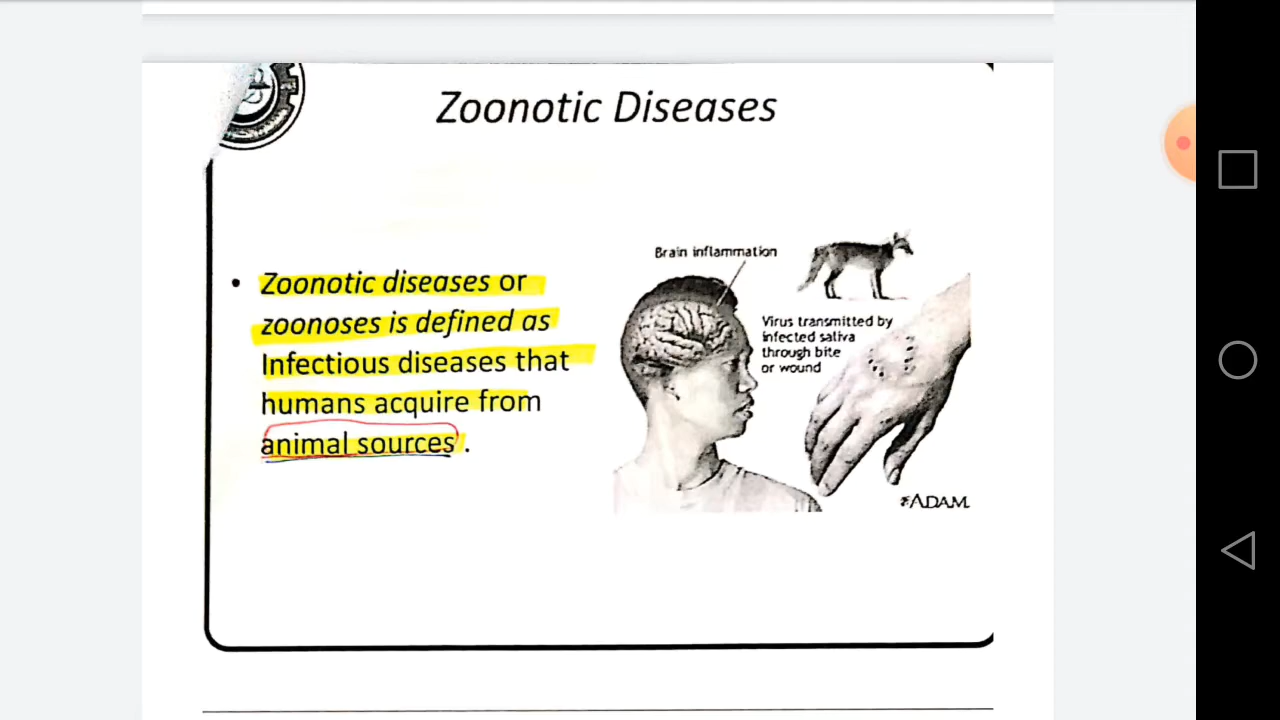 Zoonotic Diseases
• Zoonotic diseases or
zoonoses is defined as
Infectious diseases that
humans acquire from
animal sources .
Brain inflammation
Virus transmitted by
infected saliva
through bite
or wound
ADAM.